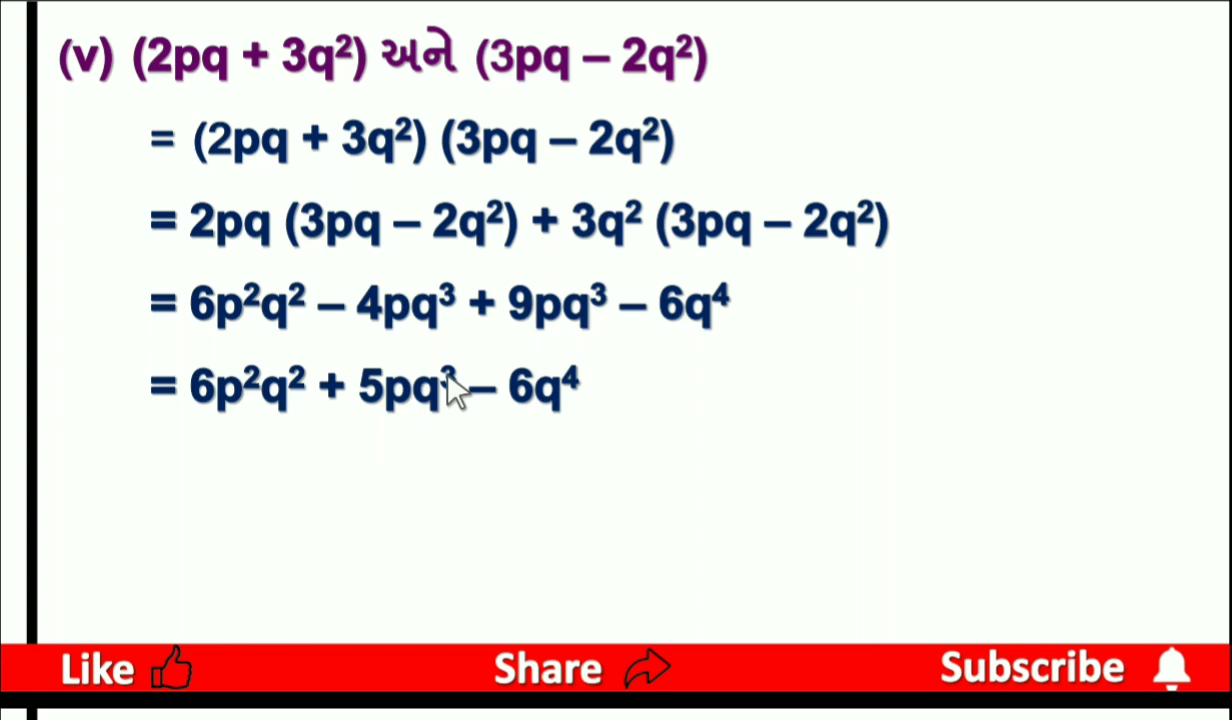 (v) (2pq + 3q²) અને (3pq – 2q²)
= (2pq + 3q²) (3pq – 2q²)
= 2pq (3pq – 2q²) + 3q² (3pq – 2q²)
= 6p²q² – 4pq³ + 9pq³ – 6q⁴
= 6p²q² + 5pq³ – 6q⁴
Like Share Subscribe